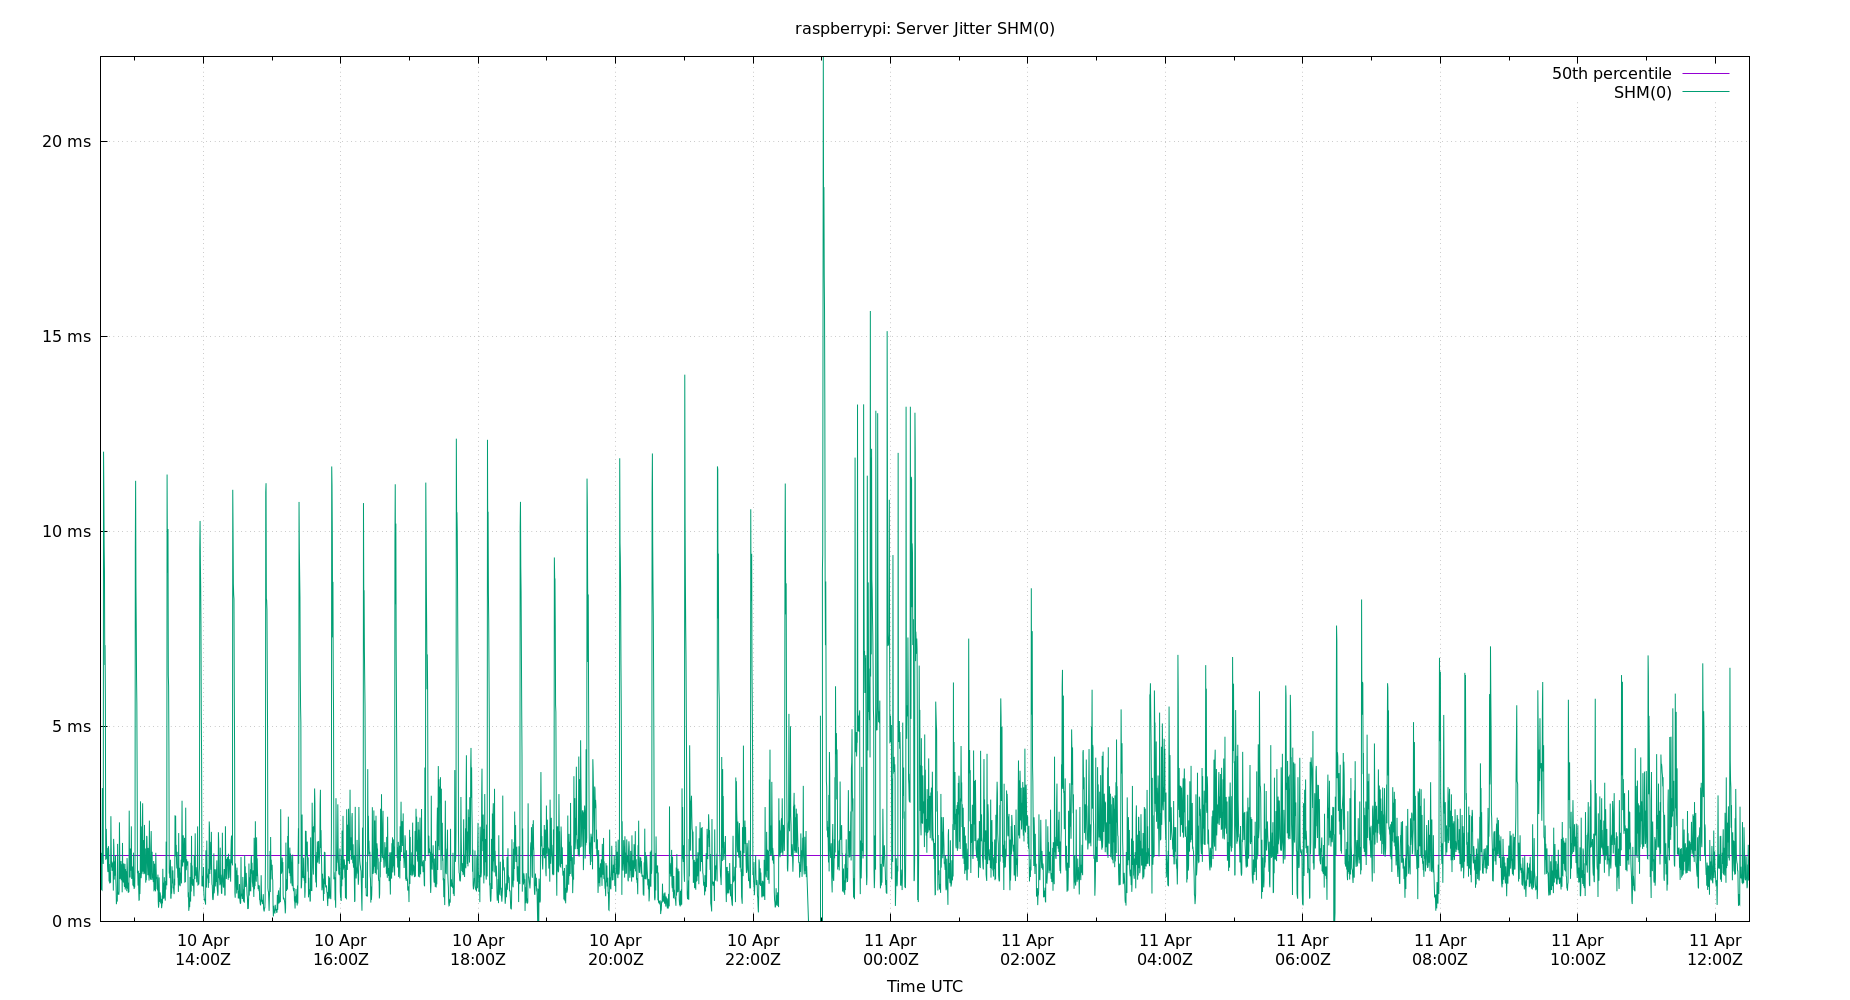 raspberrypi: Server Jitter SHM(0)
50th percentile
SHM(0)
20 ms
15 ms
10 ms
5 ms
0 ms
10 Apr 10 Apr 10 Apr 10 Apr 10 Apr 11 Apr 11 Apr 11 Apr 11 Apr 11 Apr 11 Apr 11 Apr
14:00Z 16:00Z 18:00Z 20:00Z 22:00Z 00:00Z 02:00Z 04:00Z 06:00Z 08:00Z 10:00Z 12:00Z
Time UTC